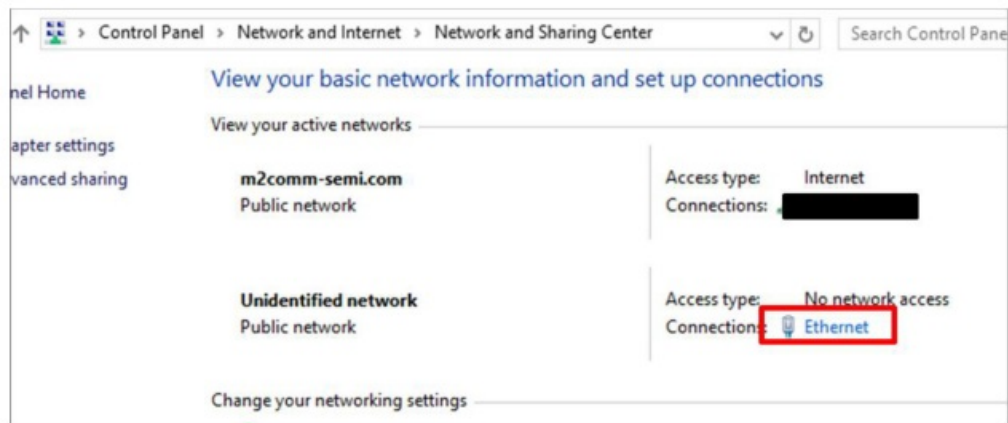 Control Panel > Network and Internet > Network and Sharing Center Search Control Pane
nel Home
apter settings
vanced sharing
View your basic network information and set up connections
View your active networks
m2comm-semi.com
Public network
Access type: Internet
Connections:
Unidentified network
Public network
Access type: No network access
Connections: Ethernet
Change your networking settings